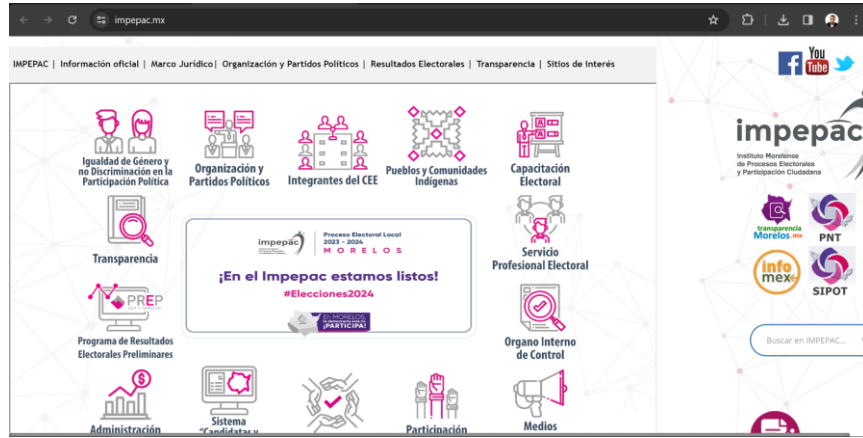 impepac.mx
IMPEPAC | Información oficial | Marco Jurídico | Organización y Partidos Políticos | Resultados Electorales | Transparencia | Sitios de interés
You
Tube
impepac
Instituto Morelense
de Procesos Electorales
y Participación Ciudadana
Igualdad de Género y
no Discriminación en la
Participación Política
Organización y
Partidos Políticos
Integrantes del CEE
Pueblos y Comunidades
Indígenas
Capacitación
Electoral
transparencia
Morelos.mx
PNT
info
mex
SIPOT
Transparencia
impepac
Proceso Electoral Local
2023 - 2024
MORELOS
¡En el Impepac estamos listos!
#Elecciones2024
EN MORELOS,
¡PARTICIPA!
Servicio
Profesional Electoral
PREP
Programa de Resultados
Electorales Preliminares
Organo Interno
de Control
Buscar en IMPEPAC...
Administración
Sistema
"Candidatas y
Participación
Medios